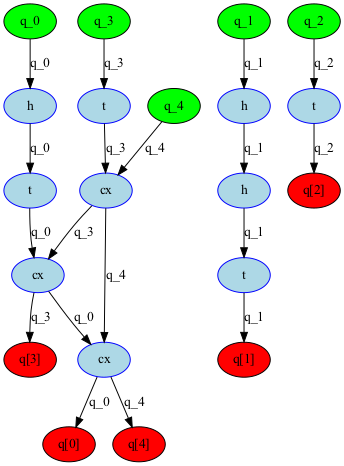 q_0 q_3 q_1 q_2
q_0 q_3 q_1 q_2
h t q_4 h t
q_0 q_3 q_4 q_1 q_2
t cx h q[2]
q_0 q_3 q_1
cx q_4 t
q_3 q_0 q_1
q[3] cx q[1]
q_0 q_4
q[0] q[4]